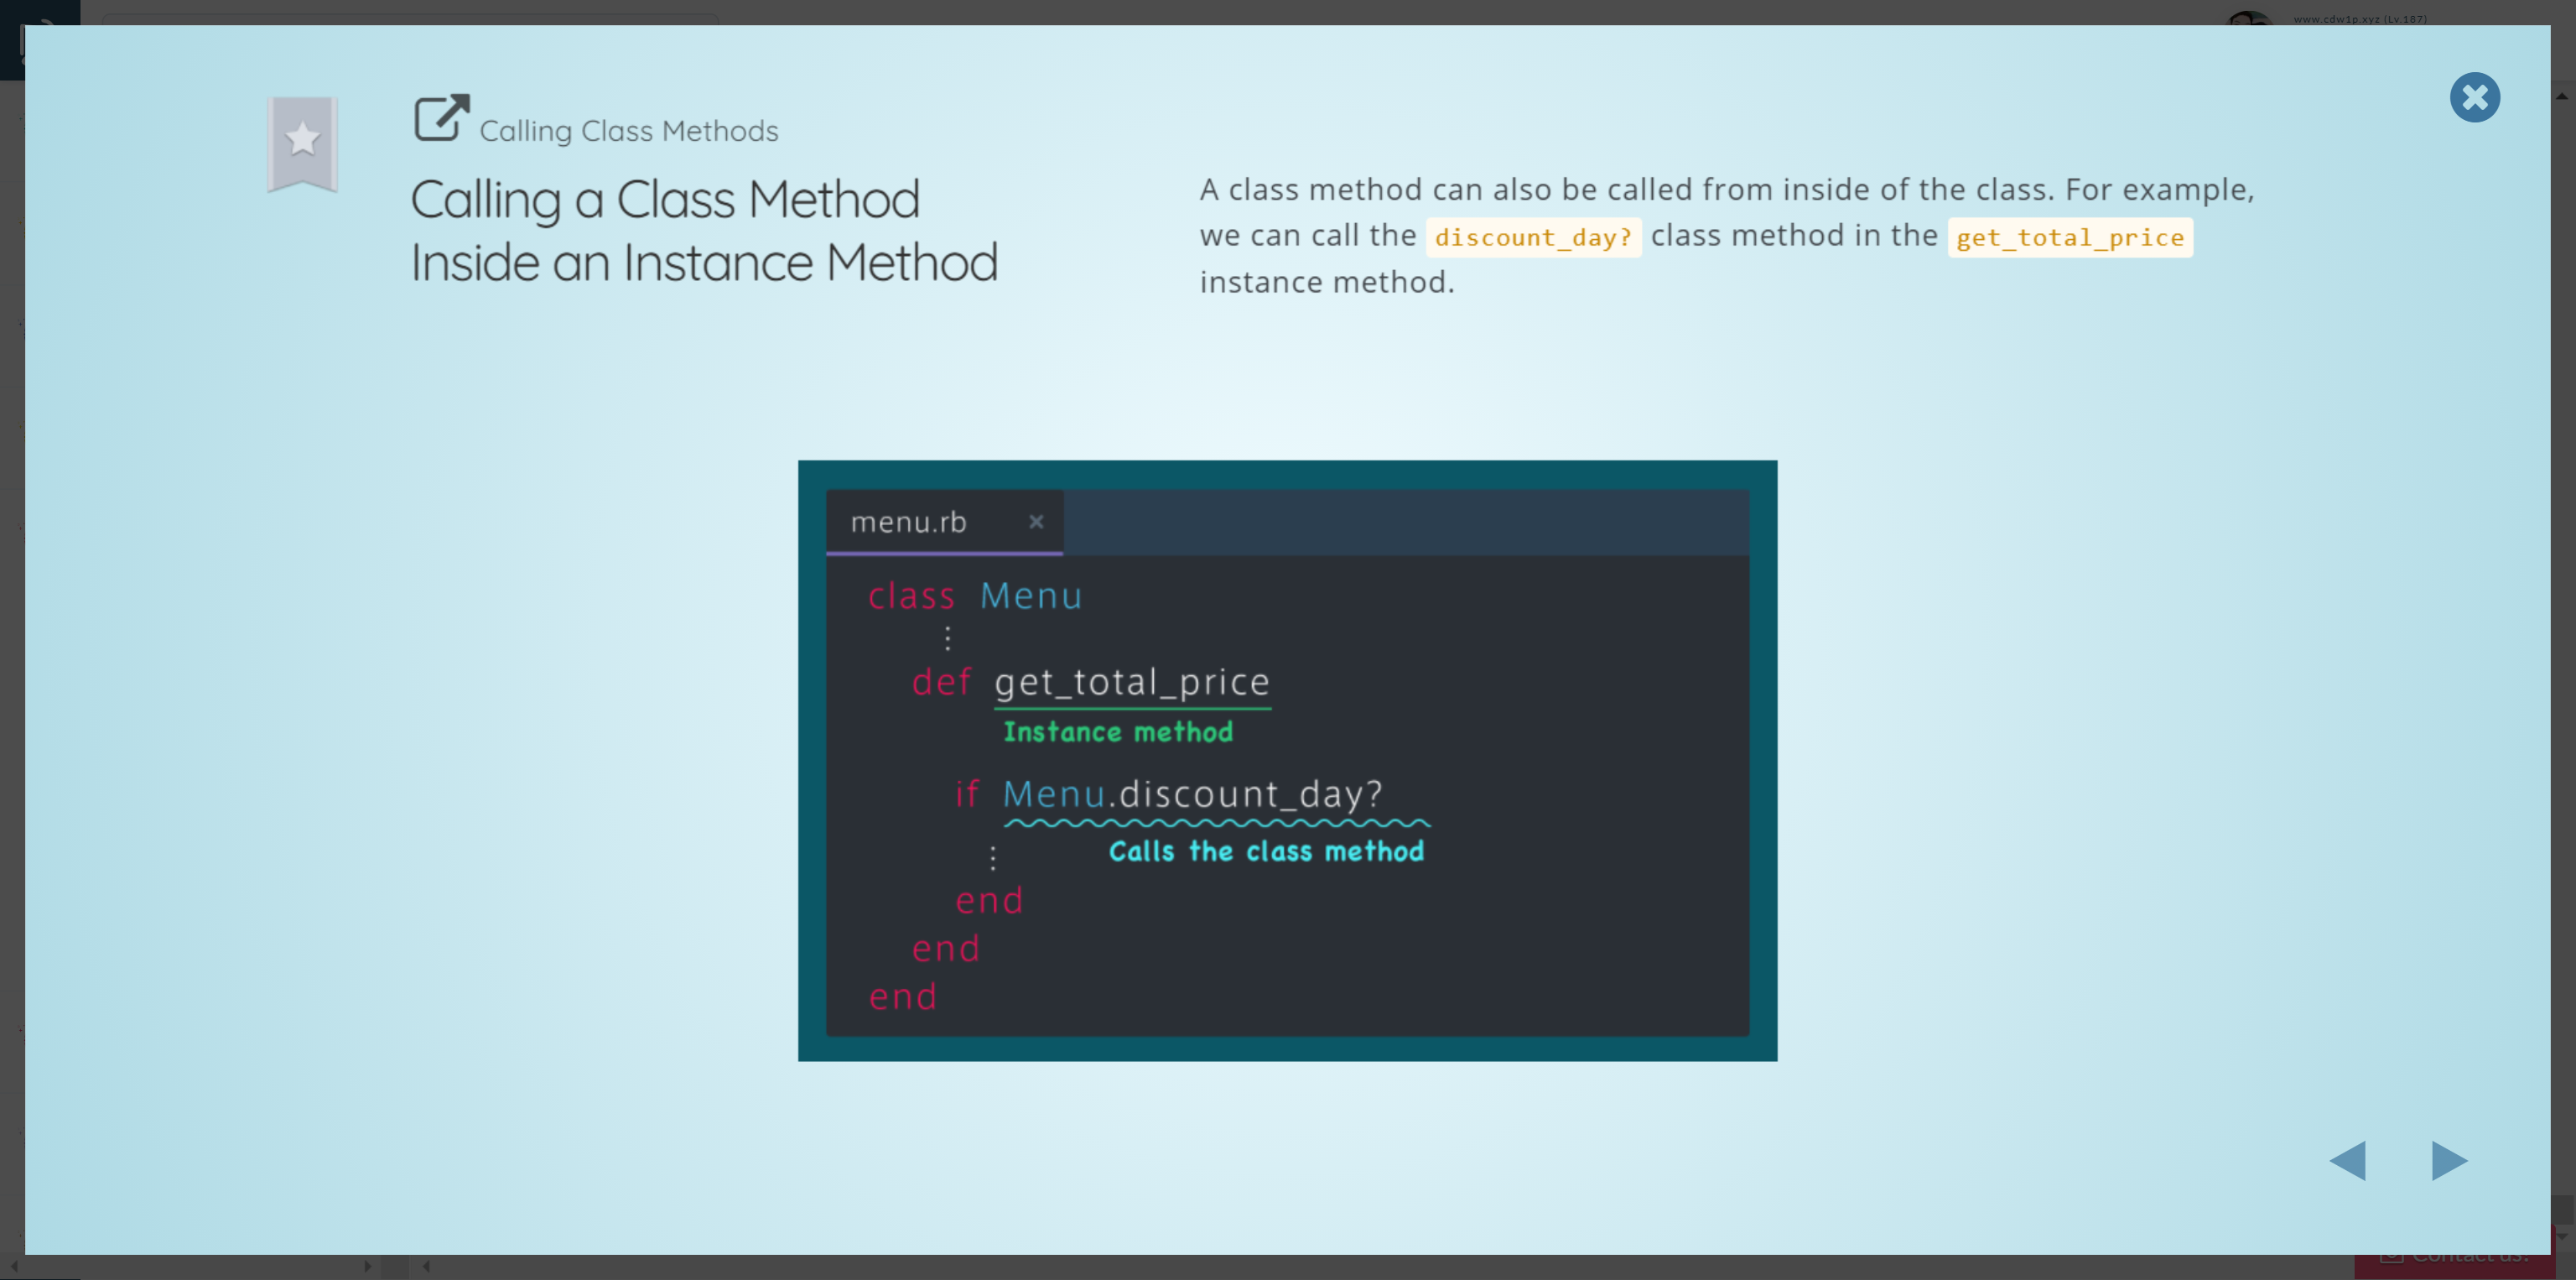 www.cdw1p.xyz (Lv.187)
Calling Class Methods
Calling a Class Method
Inside an Instance Method
A class method can also be called from inside of the class. For example,
we can call the discount_day? class method in the get_total_price
instance method.
menu.rb
class Menu
def get_total_price
Instance method
if Menu.discount_day?
Calls the class method
end
end
end
Contact us!